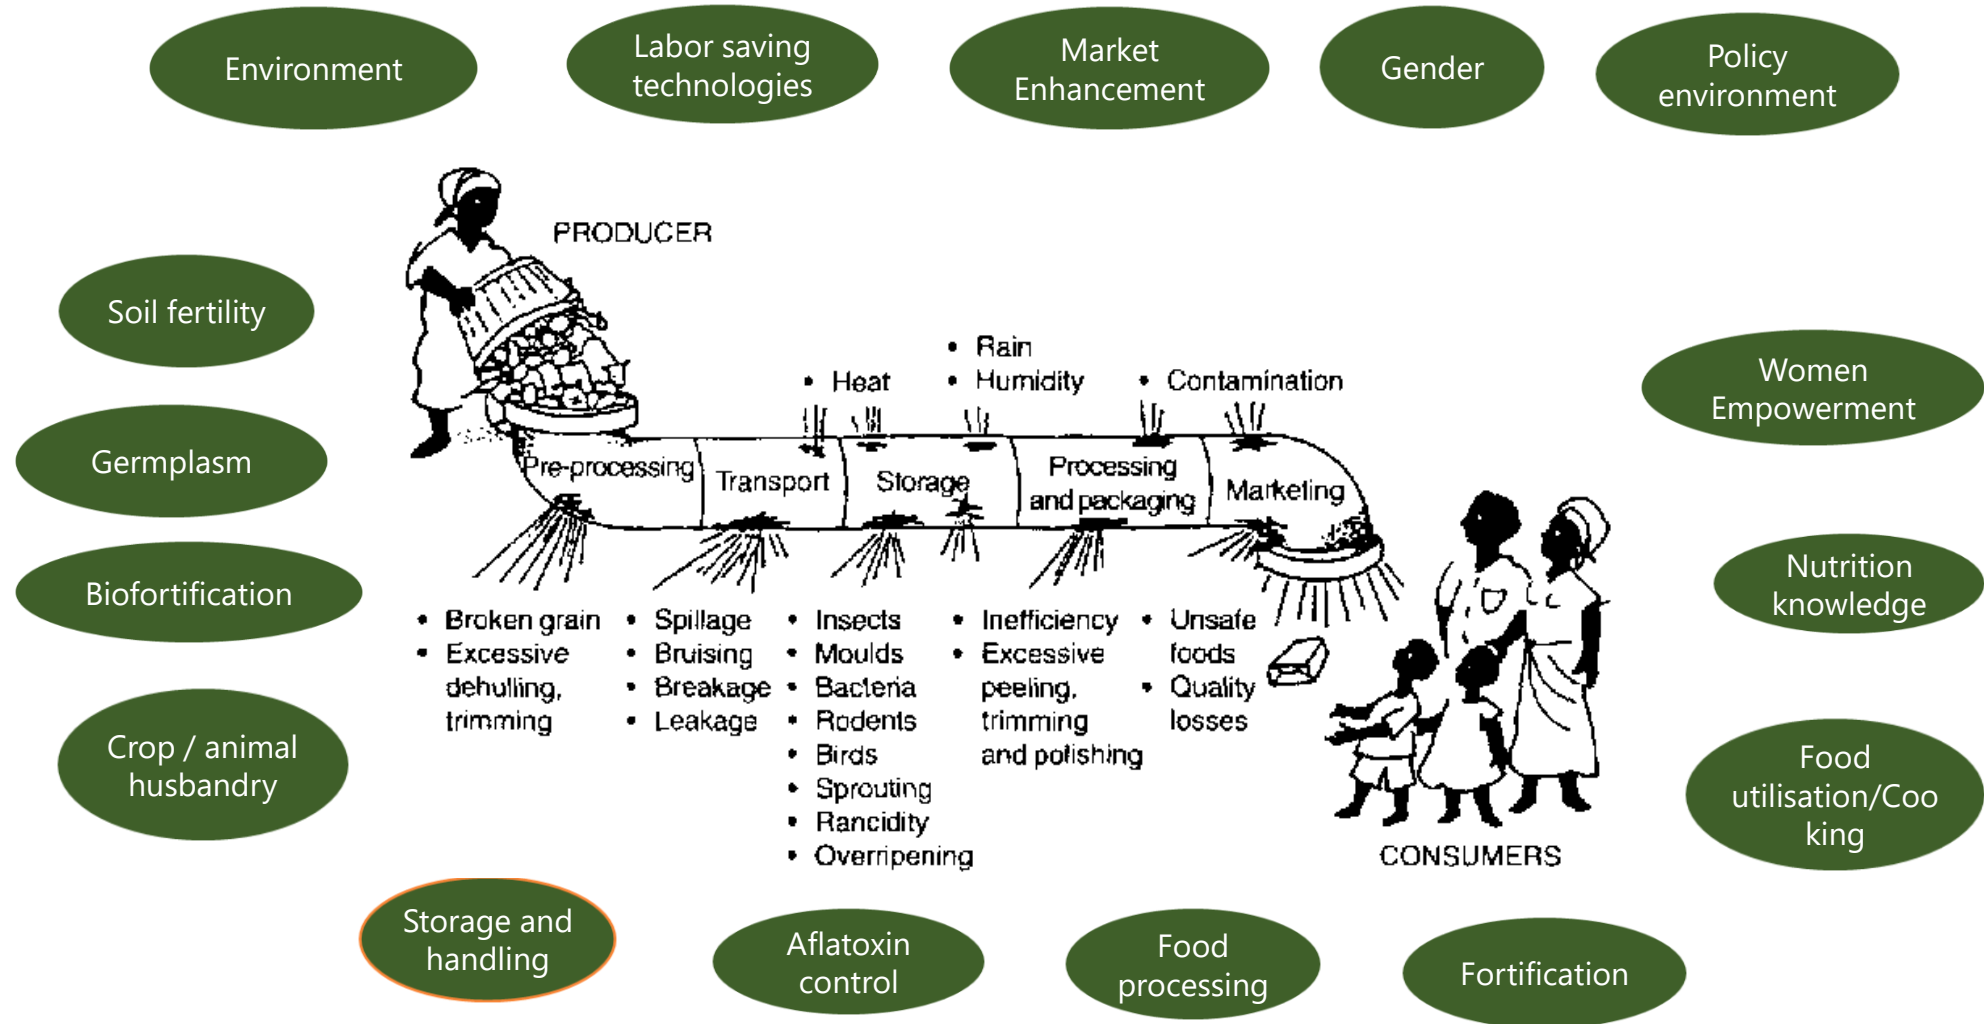 Environment
Labor saving
technologies
Market
Enhancement
Gender
Policy
environment
PRODUCER
Soil fertility
Germplasm
Biofortification
Crop / animal
husbandry
• Heat
• Rain
• Humidity
• Contamination
Pre-processing
Transport
Storage
Processing
and packaging
Marketing
• Broken grain
• Excessive
dehulling,
trimming
• Spillage
• Bruising
• Breakage
• Leakage
• Insects
• Moulds
• Bacteria
• Rodents
• Birds
• Sprouting
• Rancidity
• Overripening
• Inefficiency
• Excessive
peeling,
trimming
and polishing
• Unsafe
foods
• Quality
losses
CONSUMERS
Women
Empowerment
Nutrition
knowledge
Food
utilisation/Coo
king
Storage and
handling
Aflatoxin
control
Food
processing
Fortification